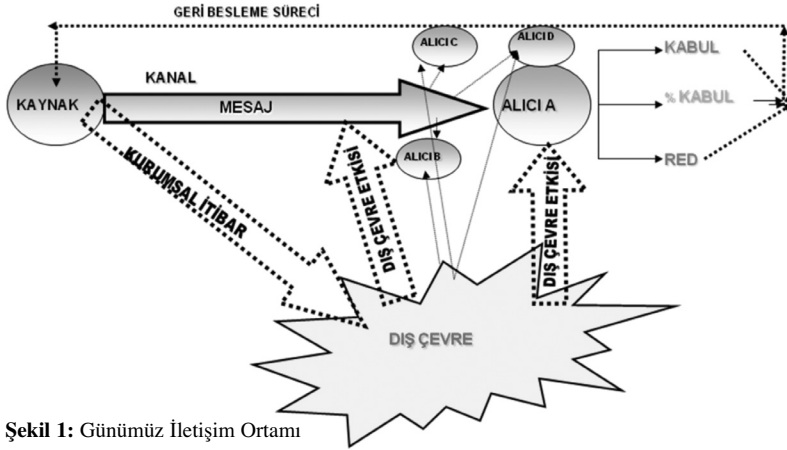 GERİ BESLEME SÜRECİ
ALICI C
ALICI D
KABUL
KANAL
KAYNAK
MESAJ
ALICI A
% KABUL
ALICI B
RED
KURUMSAL İTİBAR
DIŞ ÇEVRE ETKİSİ
DIŞ ÇEVRE ETKİSİ
DIŞ ÇEVRE
Şekil 1: Günümüz İletişim Ortamı